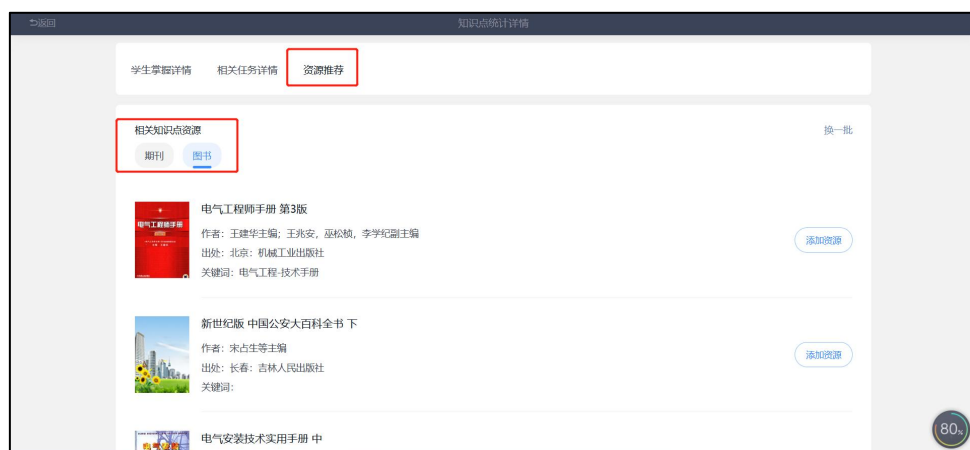 返回
知识点统计详情
学生掌握详情 相关任务详情 资源推荐
相关知识点资源
换一批
期刊 图书
电气工程师手册
电气工程师手册 第3版
作者：王建华主编；王兆安，巫松桢，李学纪副主编
出处：北京：机械工业出版社
关键词：电气工程-技术手册
添加资源
新世纪版 中国公安大百科全书 下
作者：宋占生等主编
出处：长春：吉林人民出版社
关键词：
添加资源
电气安装技术实用手册 中
80%